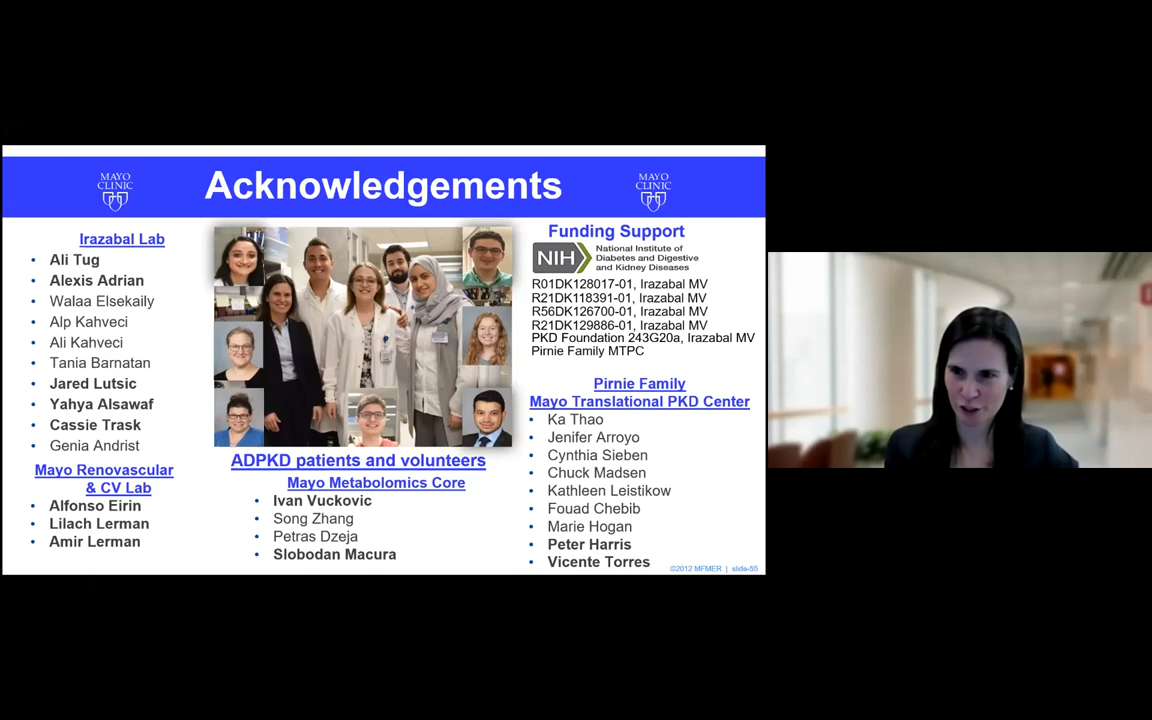 MAYO
CLINIC
Acknowledgements
MAYO
CLINIC
Irazabal Lab
• Ali Tug
• Alexis Adrian
• Walaa Elsekaily
• Alp Kahveci
• Ali Kahveci
• Tania Barnatan
• Jared Lutsic
• Yahya Alsawaf
• Cassie Trask
• Genia Andrist
Mayo Renovascular
& CV Lab
• Alfonso Eirin
• Lilach Lerman
• Amir Lerman
ADPKD patients and volunteers
Mayo Metabolomics Core
• Ivan Vuckovic
• Song Zhang
• Petras Dzeja
• Slobodan Macura
Funding Support
NIH
National Institute of
Diabetes and Digestive
and Kidney Diseases
R01DK128017-01, Irazabal MV
R21DK118391-01, Irazabal MV
R56DK126700-01, Irazabal MV
R21DK129886-01, Irazabal MV
PKD Foundation 243G20a, Irazabal MV
Pirnie Family MTPC
Pirnie Family
Mayo Translational PKD Center
• Ka Thao
• Jenifer Arroyo
• Cynthia Sieben
• Chuck Madsen
• Kathleen Leistikow
• Fouad Chebib
• Marie Hogan
• Peter Harris
• Vicente Torres
©2012 MFMER | slide-55